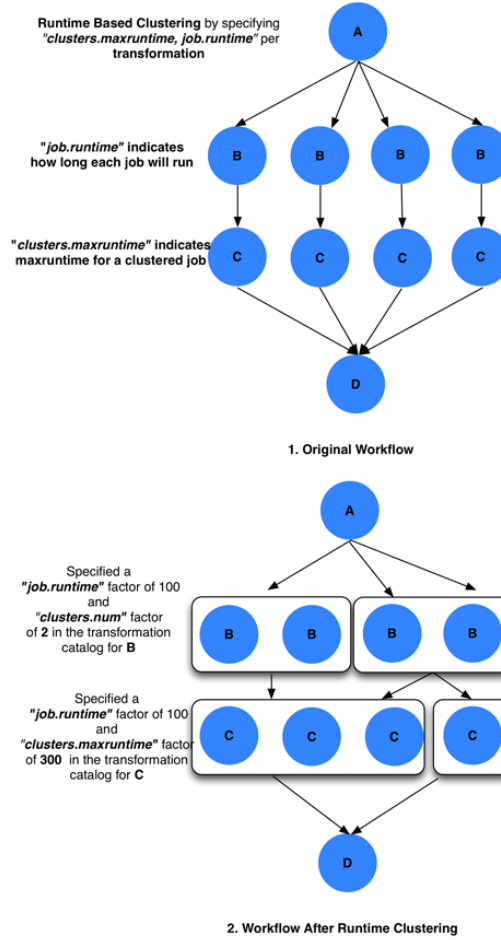 Runtime Based Clustering by specifying
"clusters.maxruntime, job.runtime" per
transformation
A
"job.runtime" indicates
how long each job will run
B B B B
"clusters.maxruntime" indicates
maxruntime for a clustered job
C C C C
D
1. Original Workflow
A
Specified a
"job.runtime" factor of 100
and
"clusters.num" factor
of 2 in the transformation
catalog for B
B B B B
Specified a
"job.runtime" factor of 100
and
"clusters.maxruntime" factor
of 300 in the transformation
catalog for C
C C C C
D
2. Workflow After Runtime Clustering